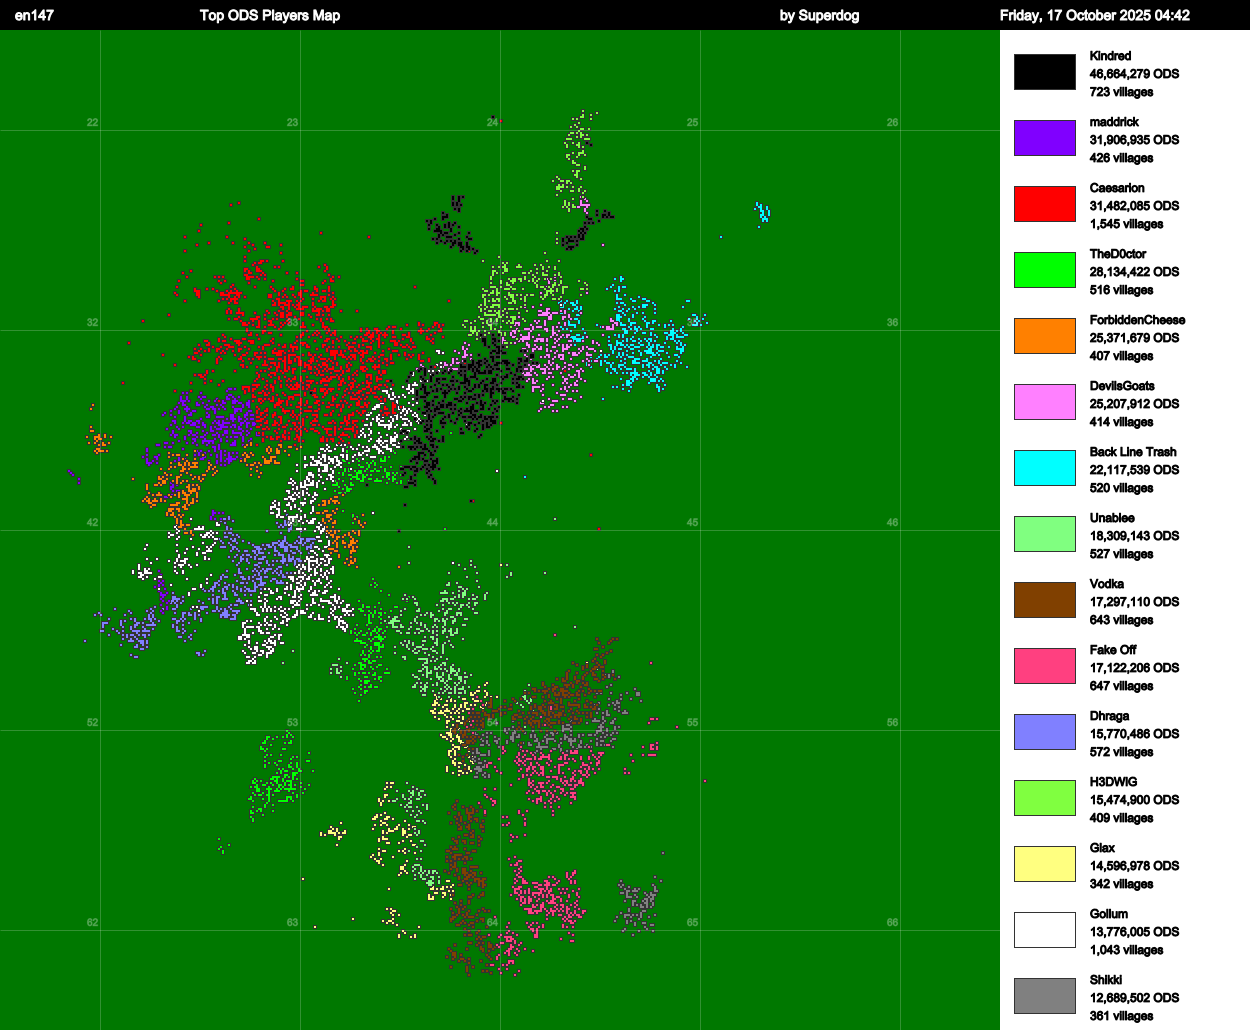 en147 Top ODS Players Map by Superdog Friday, 17 October 2025 04:42
Kindred
46,664,279 ODS
723 villages
maddrick
31,906,935 ODS
426 villages
Caesarion
31,482,085 ODS
1,545 villages
TheD0ctor
28,134,422 ODS
516 villages
ForbiddenCheese
25,371,679 ODS
407 villages
DevilsGoats
25,207,912 ODS
414 villages
Back Line Trash
22,117,539 ODS
520 villages
Unablee
18,309,143 ODS
527 villages
Vodka
17,297,110 ODS
643 villages
Fake Off
17,122,206 ODS
647 villages
Dhraga
15,770,486 ODS
572 villages
H3DWIG
15,474,900 ODS
409 villages
Glax
14,596,978 ODS
342 villages
Gollum
13,776,005 ODS
1,043 villages
Shikki
12,689,502 ODS
361 villages
22 23 24 25 26
32 33 36
42 44 45 46
52 53 54 55 56
62 63 64 65 66